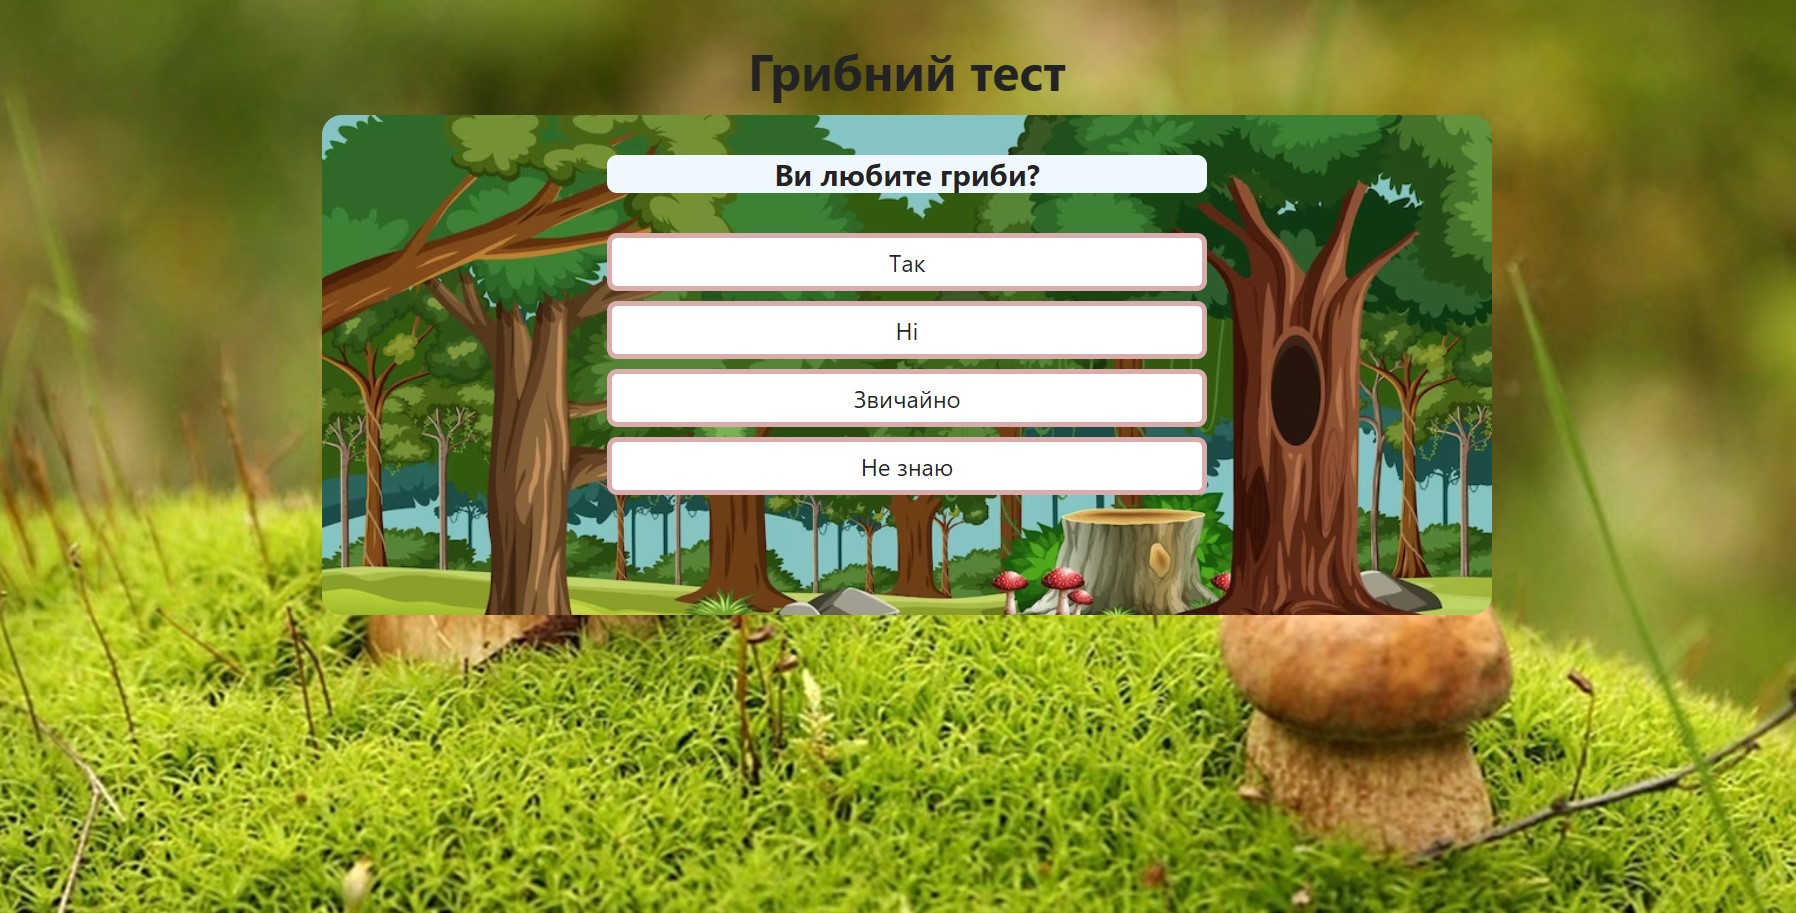 Грибний тест
Ви любите гриби?
Так
Ні
Звичайно
Не знаю